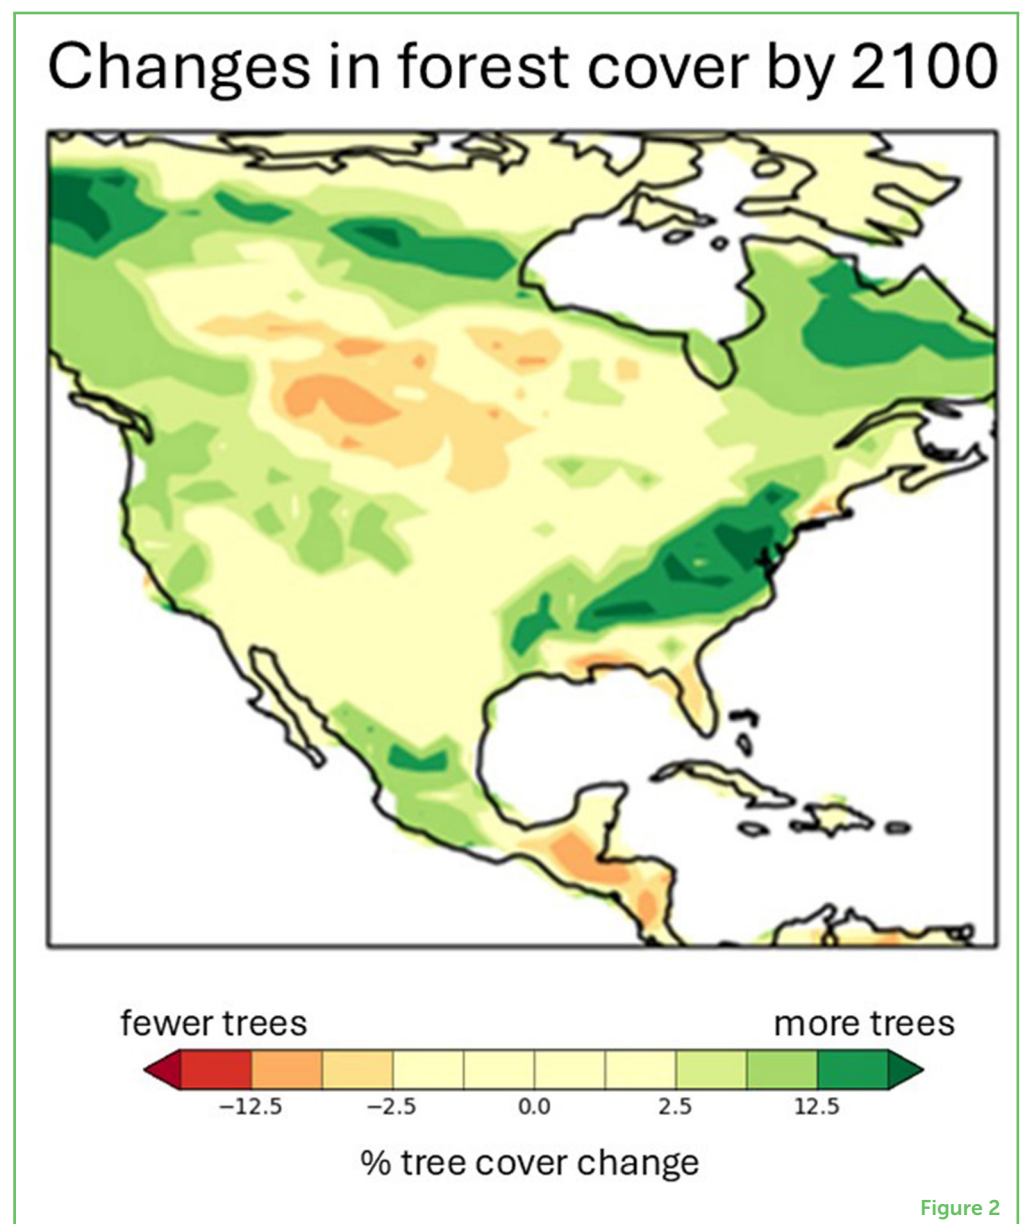 Changes in forest cover by 2100
fewer trees
more trees
−12.5
−2.5
0.0
2.5
12.5
% tree cover change
Figure 2